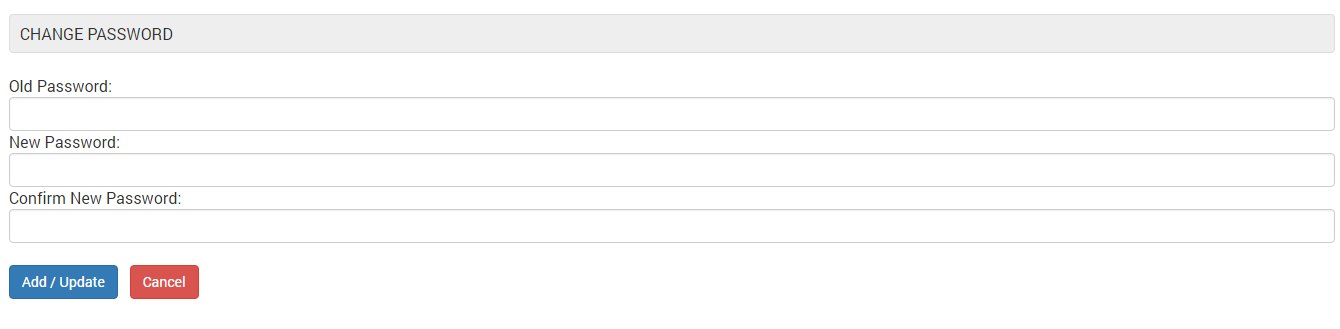 CHANGE PASSWORD
Old Password:
New Password:
Confirm New Password:
Add / Update Cancel